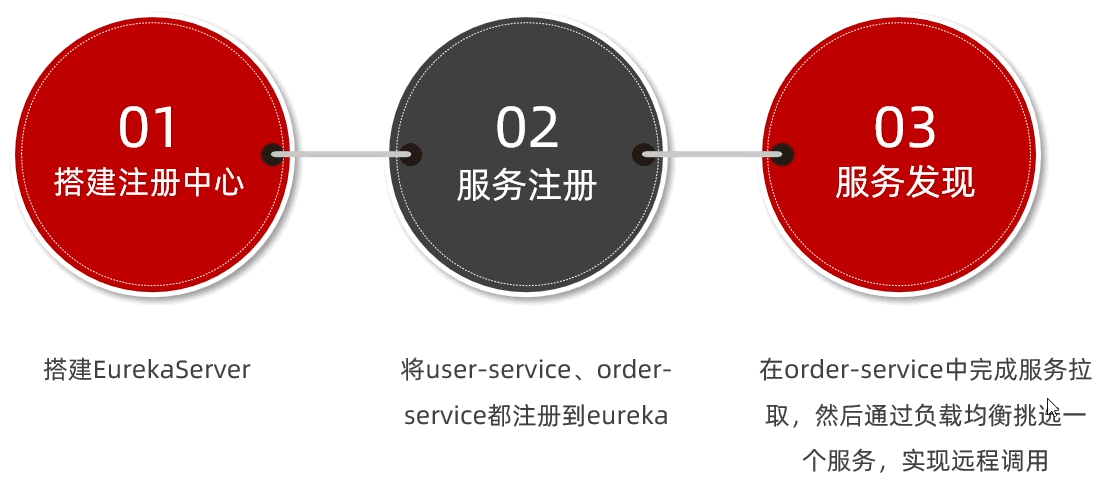 01
搭建注册中心
02
服务注册
03
服务发现
搭建EurekaServer
将user-service、order-
service都注册到eureka
在order-service中完成服务拉
取，然后通过负载均衡挑选一
个服务，实现远程调用